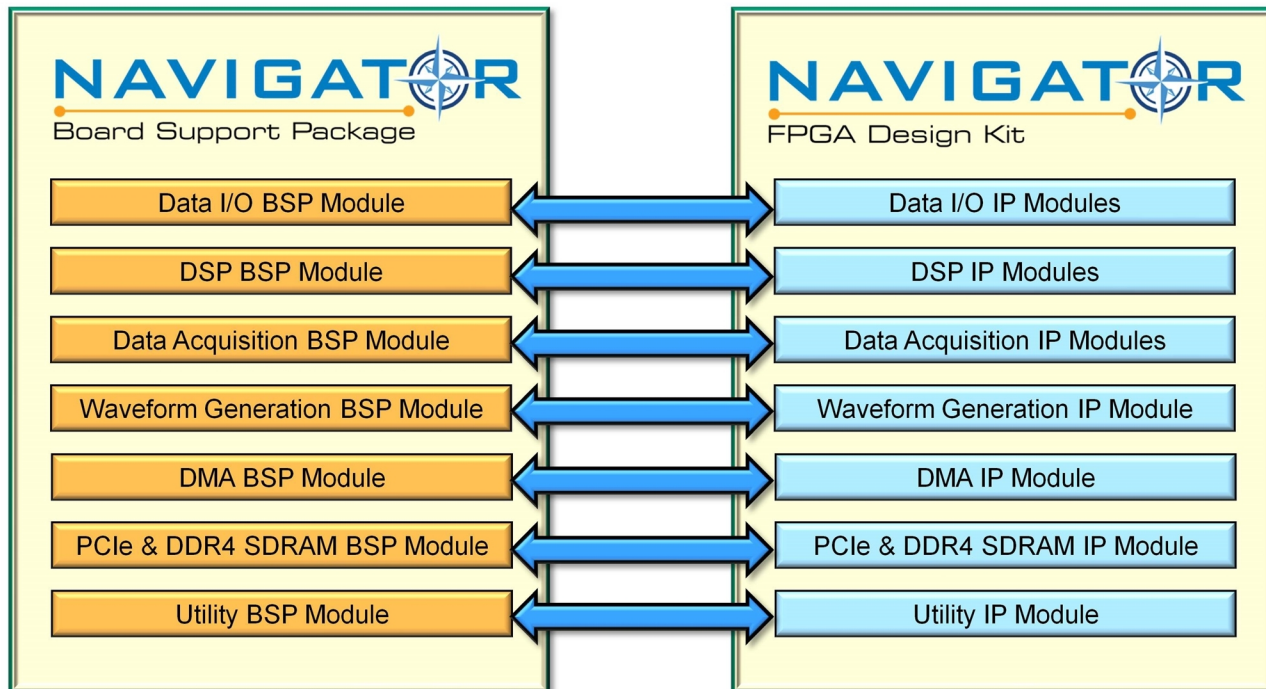 NAVIGATOR
Board Support Package
Data I/O BSP Module
DSP BSP Module
Data Acquisition BSP Module
Waveform Generation BSP Module
DMA BSP Module
PCIe & DDR4 SDRAM BSP Module
Utility BSP Module
NAVIGATOR
FPGA Design Kit
Data I/O IP Modules
DSP IP Modules
Data Acquisition IP Modules
Waveform Generation IP Module
DMA IP Module
PCIe & DDR4 SDRAM IP Module
Utility IP Module